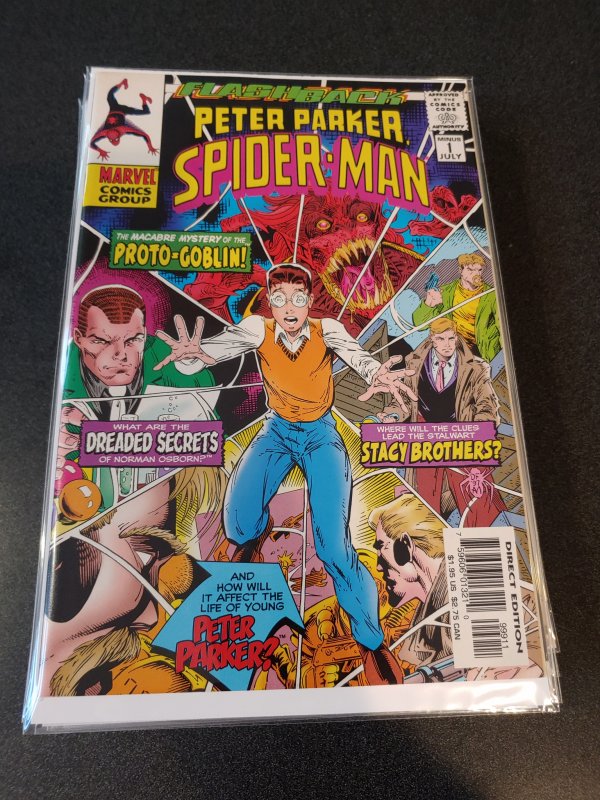 FLASHBACK
PETER PARKER,
SPIDER-MAN
MARVEL
COMICS
GROUP
APPROVED
BY THE
COMICS
CODE
AUTHORITY
MINUS
1
JULY
THE MACABRE MYSTERY OF THE
PROTO-GOBLIN!
WHAT ARE THE
DREADED SECRETS
OF NORMAN OSBORN?™
WHERE WILL THE CLUES
LEAD THE STALWART
STACY BROTHERS?
AND
HOW WILL
IT AFFECT THE
LIFE OF YOUNG
PETER
PARKER?™
DIRECT EDITION
96911
$1.95 US $2.75 CAN